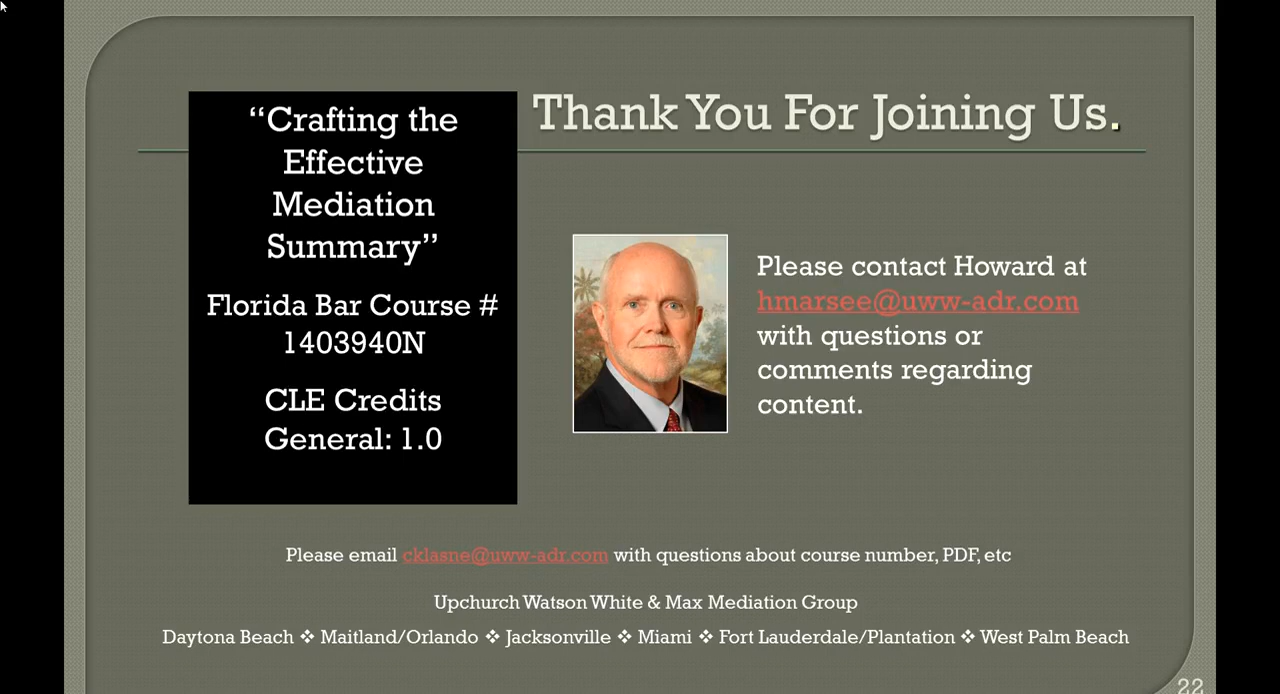 “Crafting the
Effective
Mediation
Summary”
Florida Bar Course #
1403940N
CLE Credits
General: 1.0
Thank You For Joining Us.
Please contact Howard at
hmarsee@uww-adr.com
with questions or
comments regarding
content.
Please email cklasne@uww-adr.com with questions about course number, PDF, etc
Upchurch Watson White & Max Mediation Group
Daytona Beach ❖ Maitland/Orlando ❖ Jacksonville ❖ Miami ❖ Fort Lauderdale/Plantation ❖ West Palm Beach
22